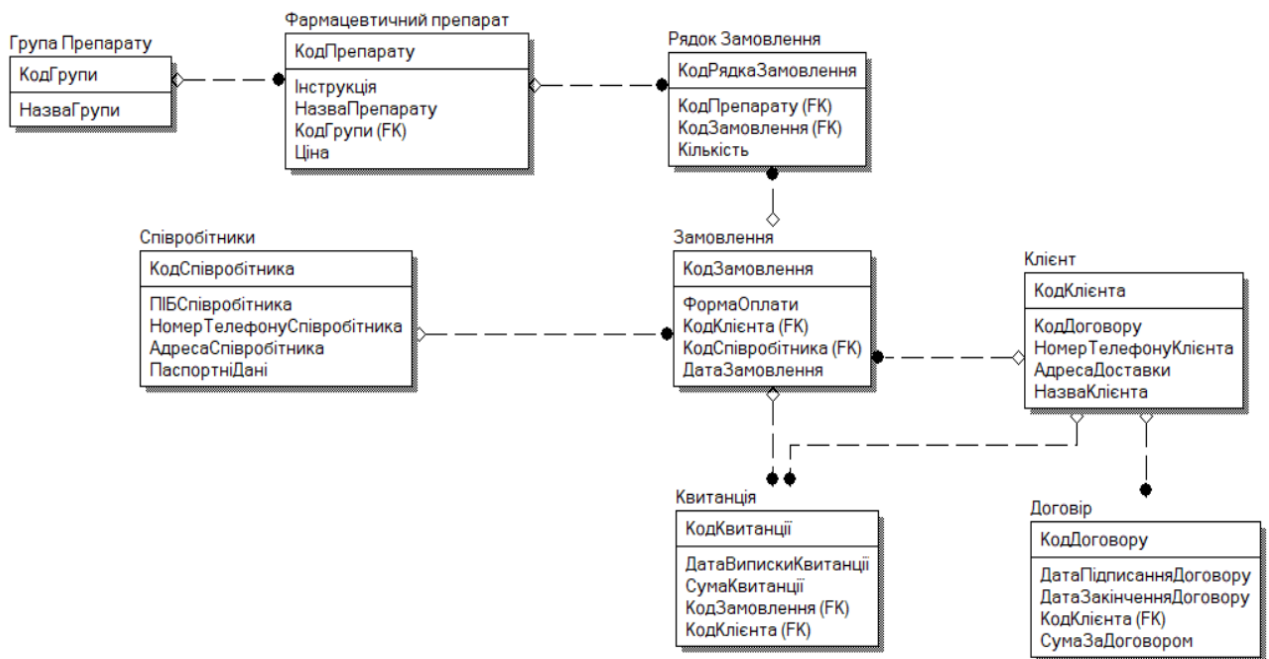 Група Препарату
КодГрупи
НазваГрупи
Фармацевтичний препарат
КодПрепарату
Інструкція
НазваПрепарату
КодГрупи (FK)
Ціна
Рядок Замовлення
КодРядкаЗамовлення
КодПрепарату (FK)
КодЗамовлення (FK)
Кількість
Співробітники
КодСпівробітника
ПІБСпівробітника
НомерТелефонуСпівробітника
АдресаСпівробітника
ПаспортніДані
Замовлення
КодЗамовлення
ФормаОплати
КодКлієнта (FK)
КодСпівробітника (FK)
ДатаЗамовлення
Клієнт
КодКлієнта
КодДоговору
НомерТелефонуКлієнта
АдресаДоставки
НазваКлієнта
Квитанція
КодКвитанції
ДатаВипискиКвитанції
СумаКвитанції
КодЗамовлення (FK)
КодКлієнта (FK)
Договір
КодДоговору
ДатаПідписанняДоговору
ДатаЗакінченняДоговору
КодКлієнта (FK)
СумаЗаДоговором